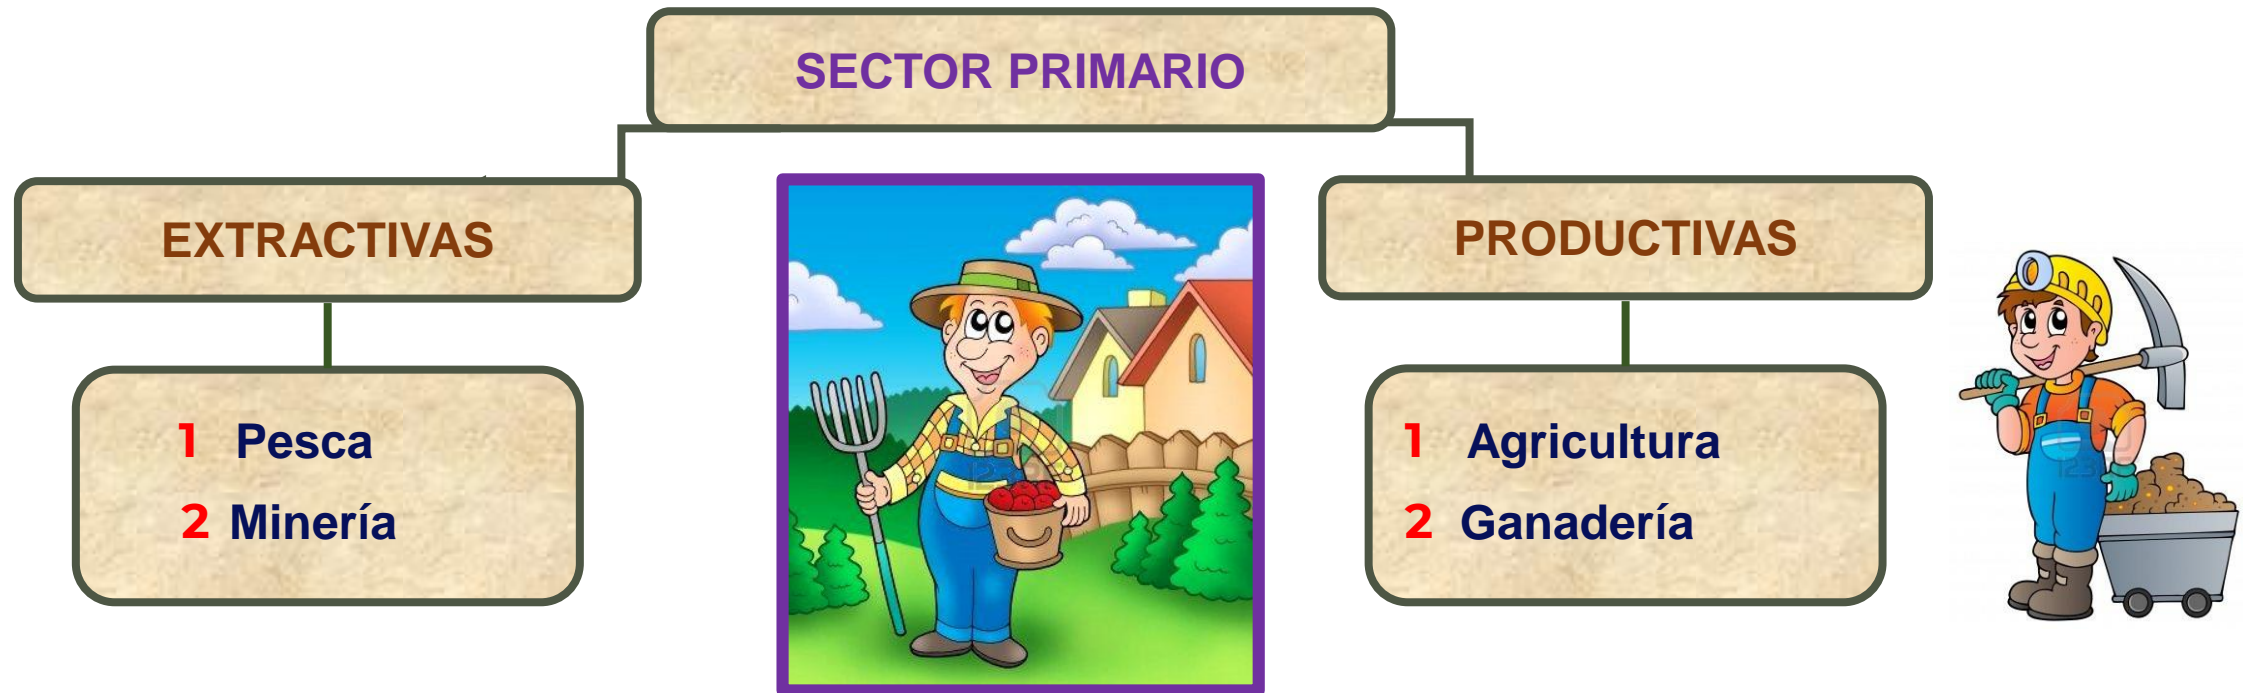 SECTOR PRIMARIO
EXTRACTIVAS
1 Pesca
2 Minería
PRODUCTIVAS
1 Agricultura
2 Ganadería